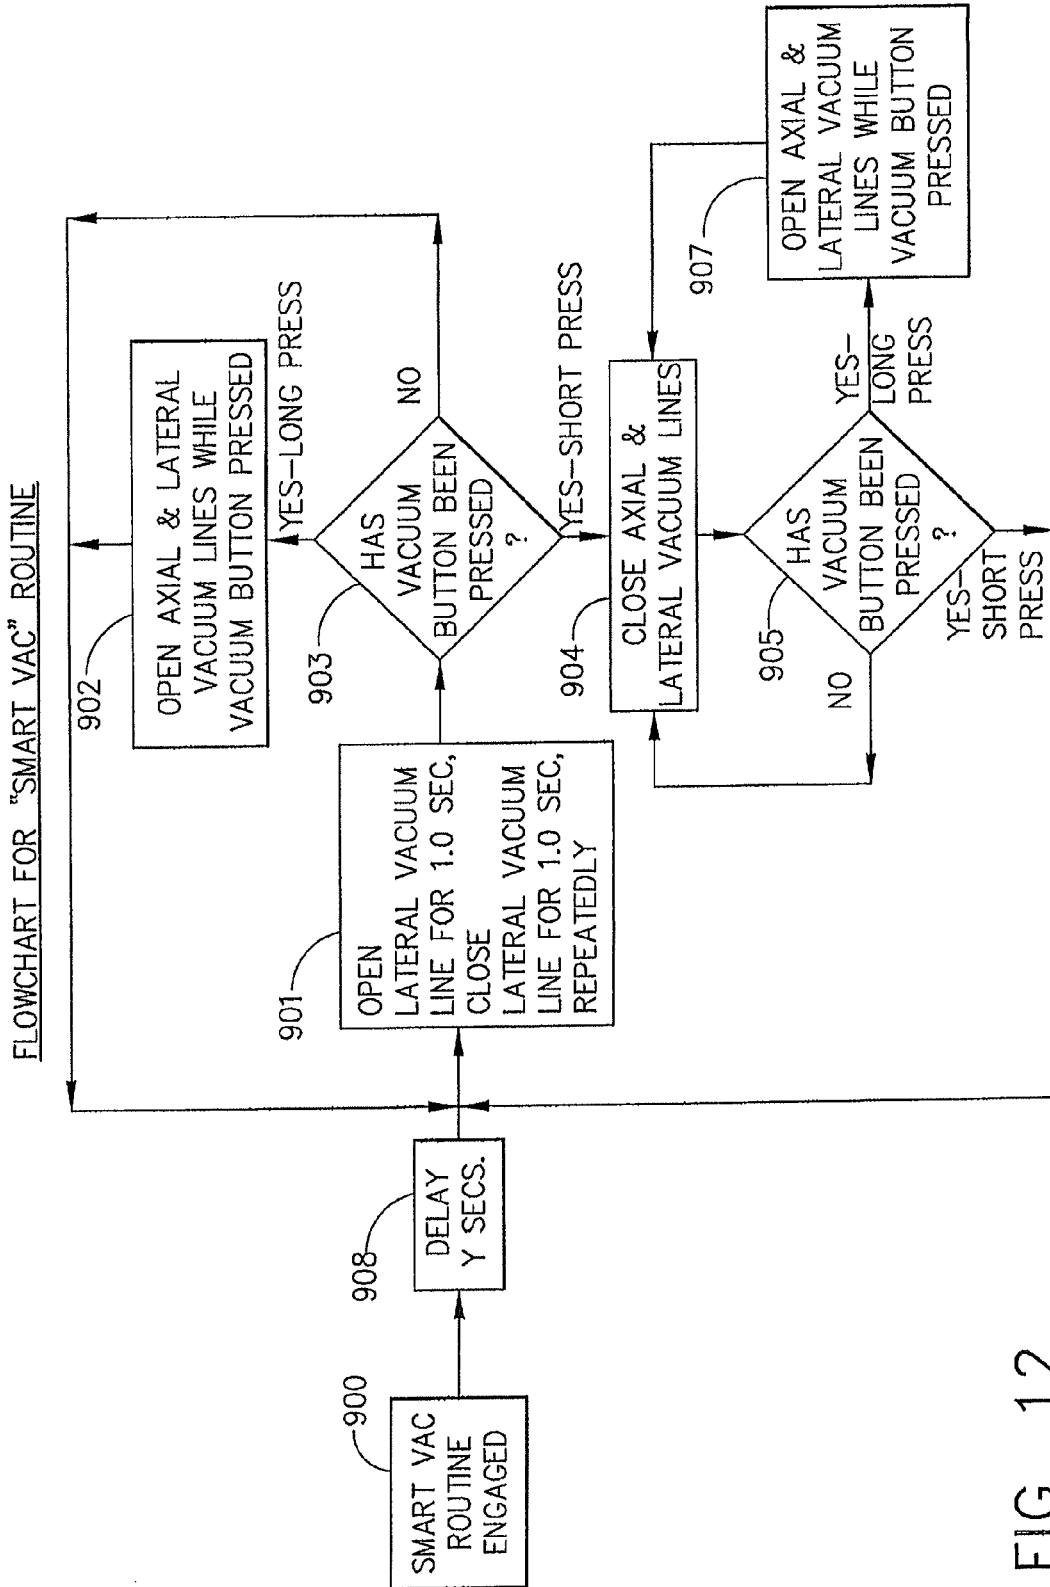 FLOWCHART FOR "SMART VAC" ROUTINE
900
SMART VAC
ROUTINE
ENGAGED
908
DELAY
Y SECS.
901
OPEN
LATERAL VACUUM
LINE FOR 1.0 SEC,
CLOSE
LATERAL VACUUM
LINE FOR 1.0 SEC,
REPEATEDLY
902
OPEN AXIAL & LATERAL
VACUUM LINES WHILE
VACUUM BUTTON PRESSED
YES-LONG PRESS
903
HAS
VACUUM
BUTTON BEEN
PRESSED
?
NO
YES-SHORT PRESS
904
CLOSE AXIAL &
LATERAL VACUUM LINES
905
HAS
VACUUM
BUTTON BEEN
PRESSED
?
NO
YES-
LONG
PRESS
YES-
SHORT
PRESS
907
OPEN AXIAL &
LATERAL VACUUM
LINES WHILE
VACUUM BUTTON
PRESSED
FIG. 12